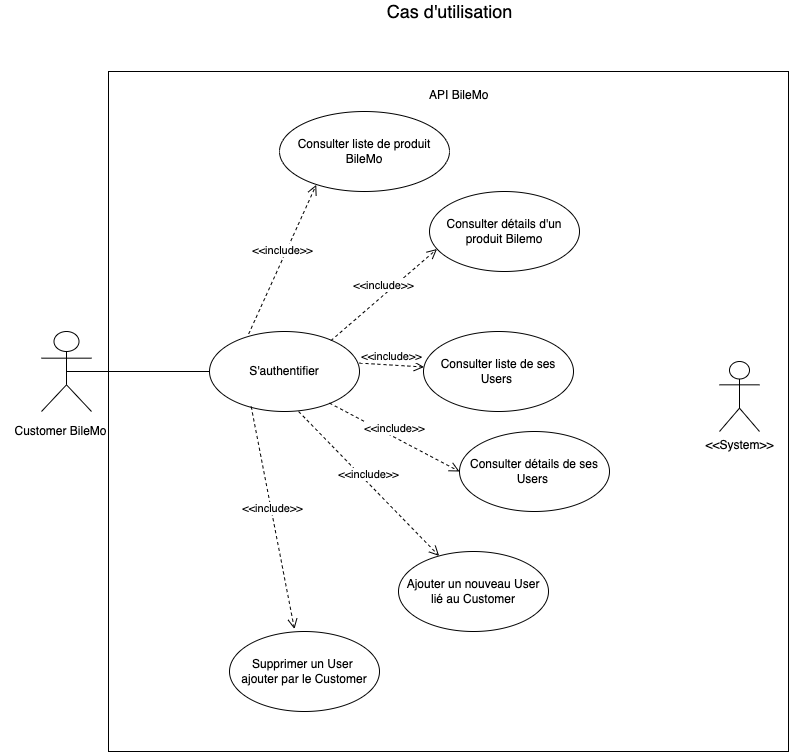 Cas d'utilisation
API BileMo
Consulter liste de produit
BileMo
Consulter détails d'un
produit Bilemo
<<include>>
<<include>>
<<include>>
S'authentifier
Consulter liste de ses
Users
Customer BileMo
<<System>>
<<include>>
Consulter détails de ses
Users
<<include>>
<<include>>
Ajouter un nouveau User
lié au Customer
Supprimer un User
ajouter par le Customer